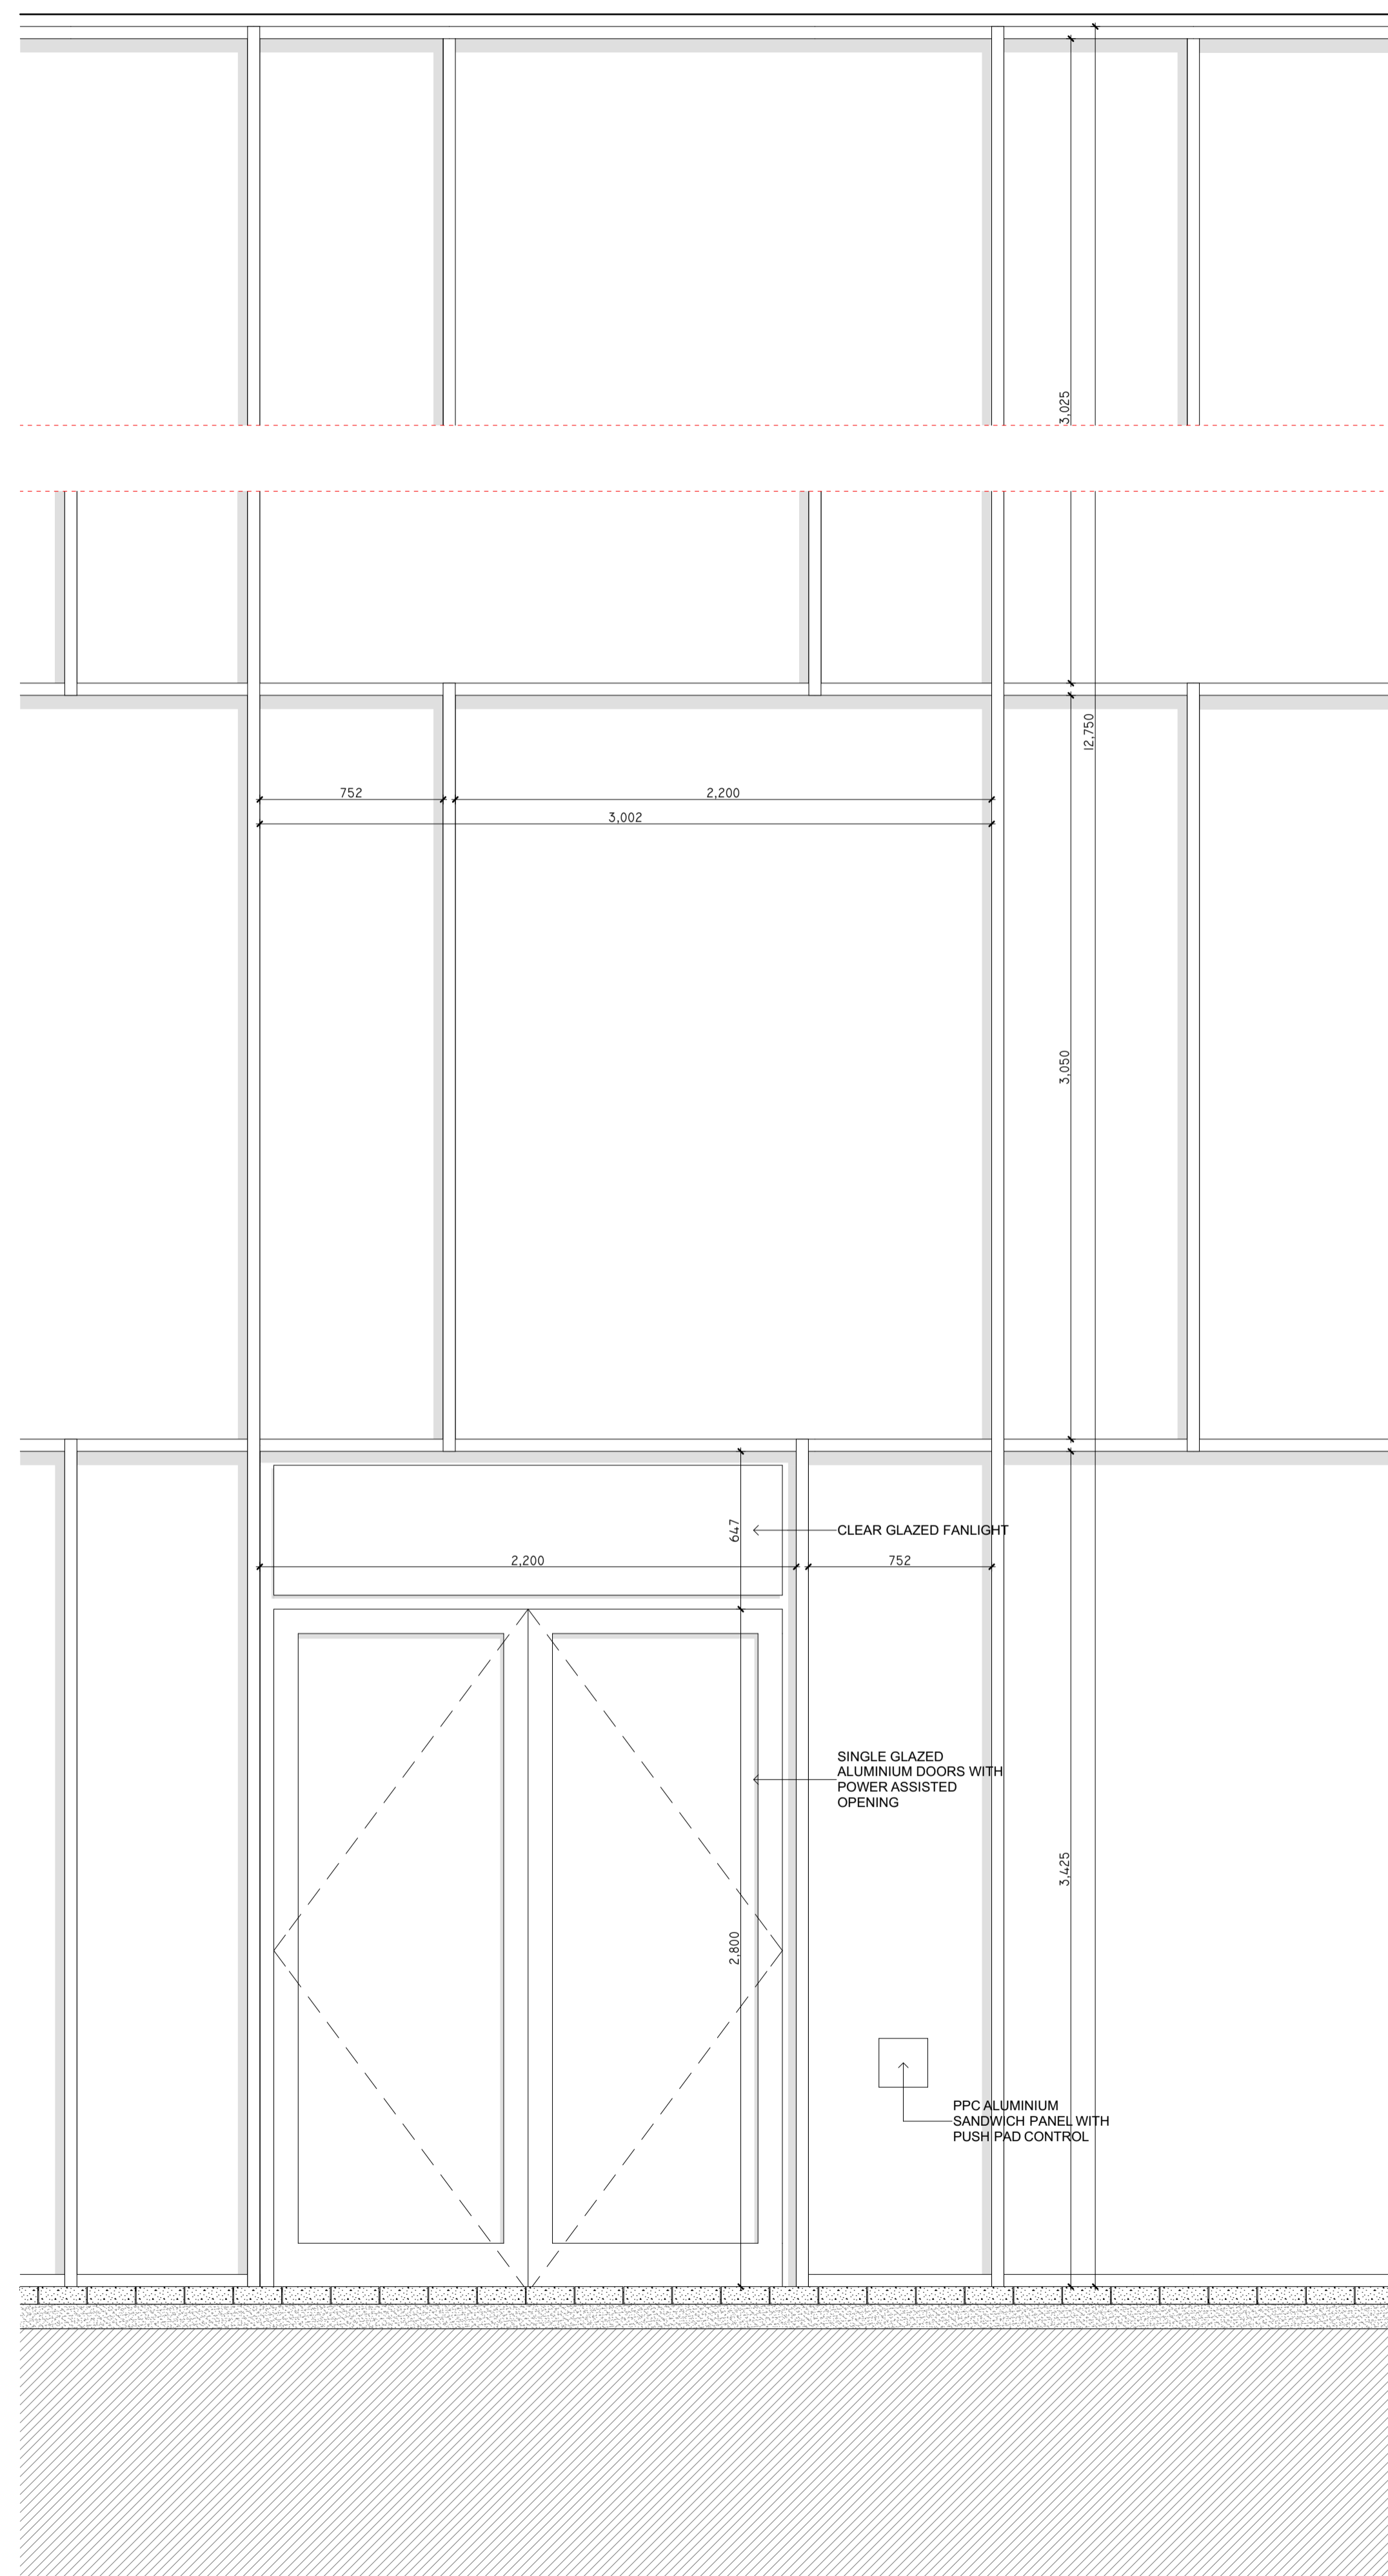 3,025
12,750
752
2,200
3,002
3,050
647
CLEAR GLAZED FANLIGHT
2,200
752
SINGLE GLAZED
ALUMINIUM DOORS WITH
POWER ASSISTED
OPENING
3,425
2,800
PPC ALUMINIUM
SANDWICH PANEL WITH
PUSH PAD CONTROL